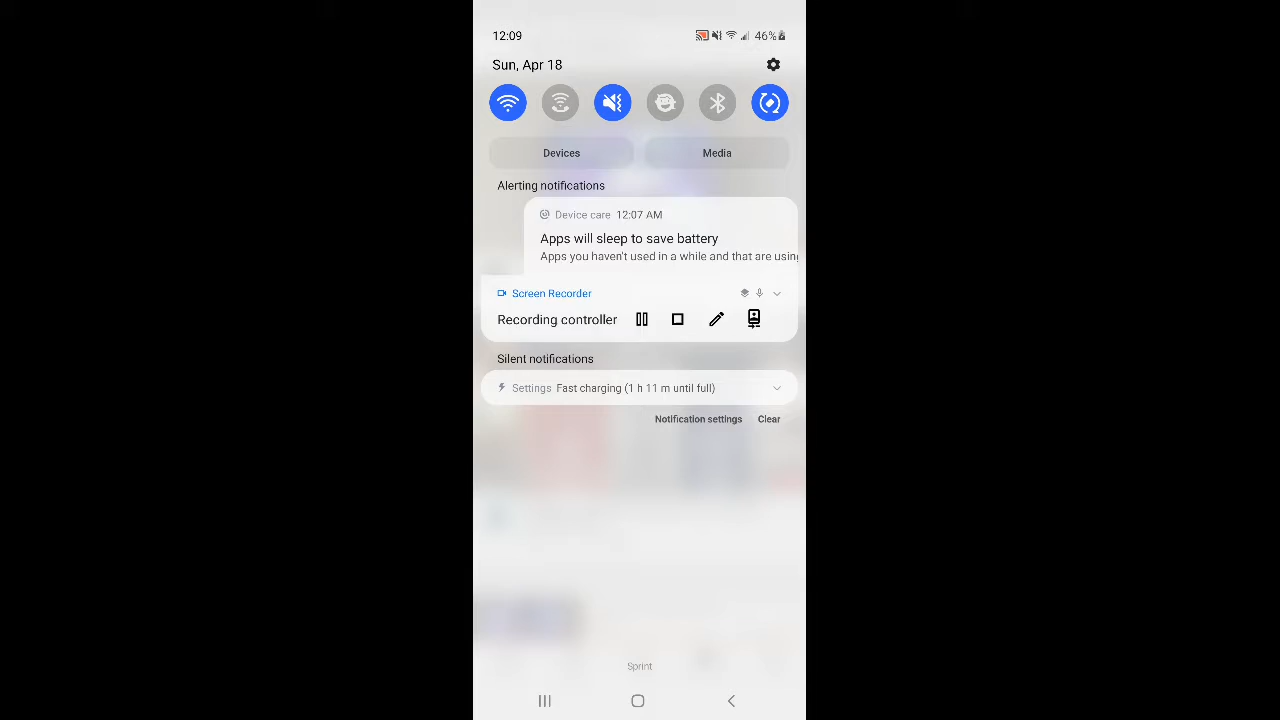 12:09
46%
Sun, Apr 18
Devices
Media
Alerting notifications
Device care 12:07 AM
Apps will sleep to save battery
Apps you haven't used in a while and that are using
Screen Recorder
Recording controller
Silent notifications
Settings Fast charging (1 h 11 m until full)
Notification settings Clear
Sprint